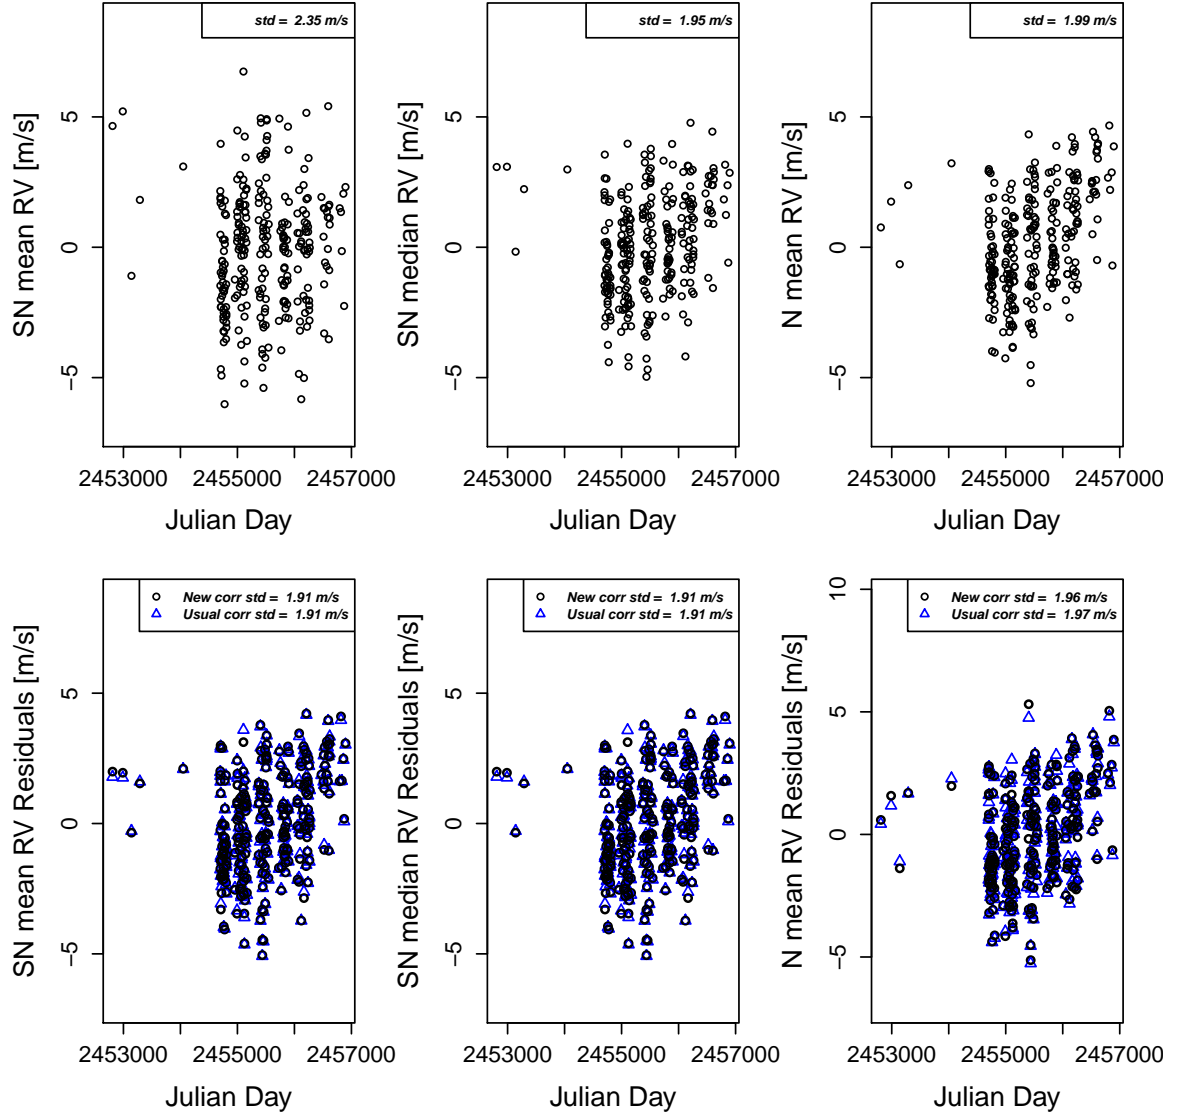 std = 2.35 m/s
SN mean RV [m/s]
5
0
−5
2453000 2455000 2457000
Julian Day
std = 1.95 m/s
SN median RV [m/s]
5
0
−5
2453000 2455000 2457000
Julian Day
std = 1.99 m/s
N mean RV [m/s]
5
0
−5
2453000 2455000 2457000
Julian Day
New corr std = 1.91 m/s
Usual corr std = 1.91 m/s
SN mean RV Residuals [m/s]
5
0
−5
2453000 2455000 2457000
Julian Day
New corr std = 1.91 m/s
Usual corr std = 1.91 m/s
SN median RV Residuals [m/s]
5
0
−5
2453000 2455000 2457000
Julian Day
New corr std = 1.96 m/s
Usual corr std = 1.97 m/s
N mean RV Residuals [m/s]
10
5
0
−5
2453000 2455000 2457000
Julian Day